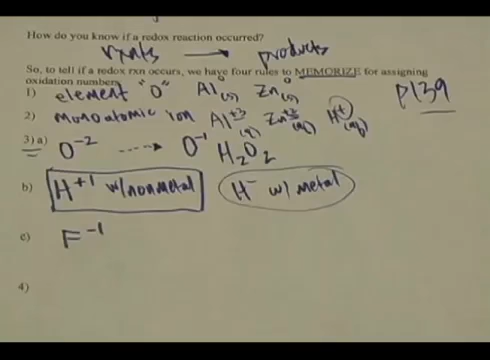 How do you know if a redox reaction occurred?
rxnts → products
So, to tell if a redox rxn occurs, we have four rules to MEMORIZE for assigning
oxidation numbers
P139
1) element "0" Al⁰(s) Zn⁰(s)
2) monoatomic ion Al⁺³(aq) Zn⁺²(aq) H⁺(aq)
3) a) O⁻² ----> O⁻¹ H₂O₂
b) H⁺¹ w/nonmetal H⁻ w/ metal
c) F⁻¹
4)